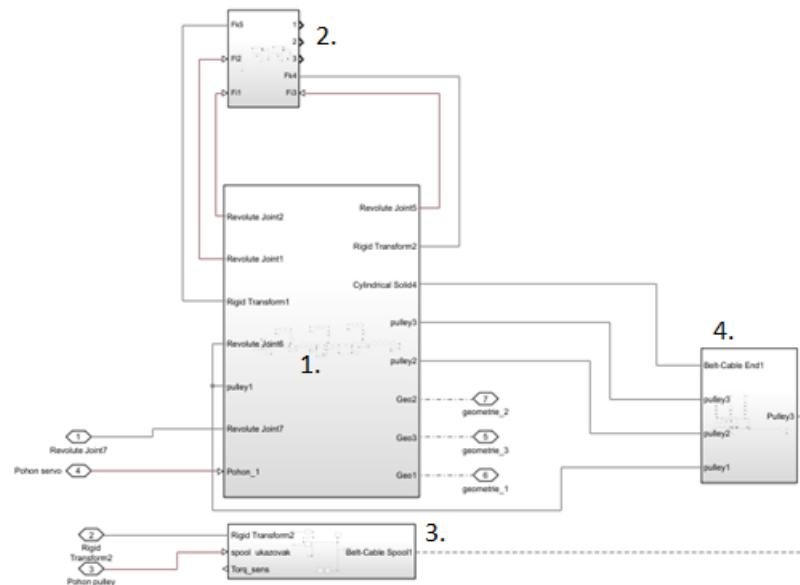 2.
Fk5
1
Fi2
2
3
Fk4
Fi1
Fi3
Revolute Joint2
Revolute Joint5
Revolute Joint1
Rigid Transform2
Rigid Transform1
Cylindrical Solid4
pulley3
Revolute Joint6
1.
pulley2
pulley1
Geo2
7
geometrie_2
Revolute Joint7
Geo3
5
geometrie_3
Pohon_1
Geo1
6
geometrie_1
1
Revolute Joint7
Pohon servo
4
4.
Belt-Cable End1
pulley3
Pulley3
pulley2
pulley1
3.
2
Rigid
Transform2
3
Pohon pulley
Rigid Transform2
spool_ukazovak
Belt-Cable Spool1
Torq_sens